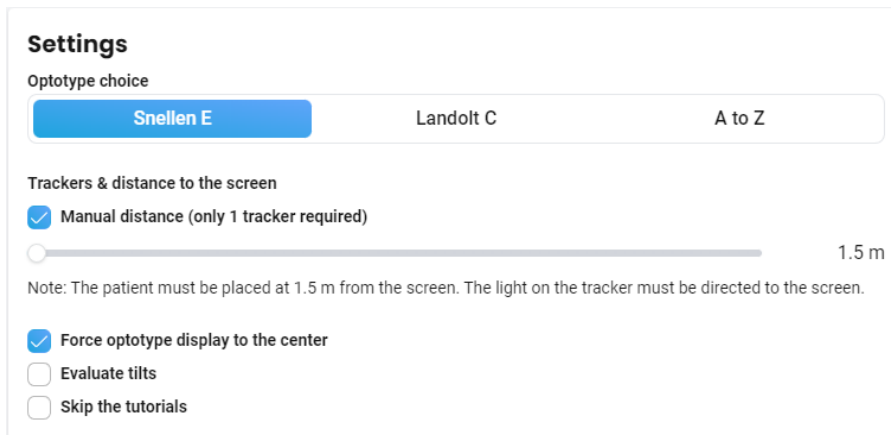 Settings
Optotype choice
Snellen E Landolt C A to Z
Trackers & distance to the screen
Manual distance (only 1 tracker required)
1.5 m
Note: The patient must be placed at 1.5 m from the screen. The light on the tracker must be directed to the screen.
Force optotype display to the center
Evaluate tilts
Skip the tutorials